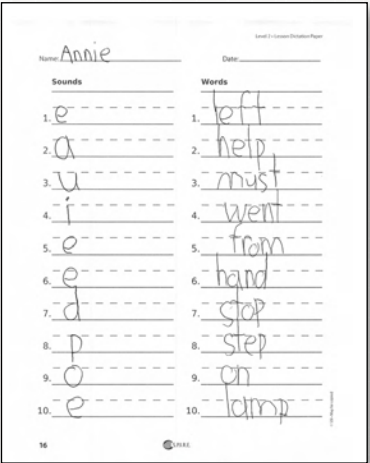 Level 2 • Lesson Dictation Paper
Name: Annie Date:
Sounds Words
1. e 1. left
2. a 2. help
3. u 3. must
4. i 4. went
5. e 5. from
6. e 6. hand
7. d 7. stop
8. p 8. step
9. o 9. on
10. e 10. lamp
16 S.P.I.R.E.